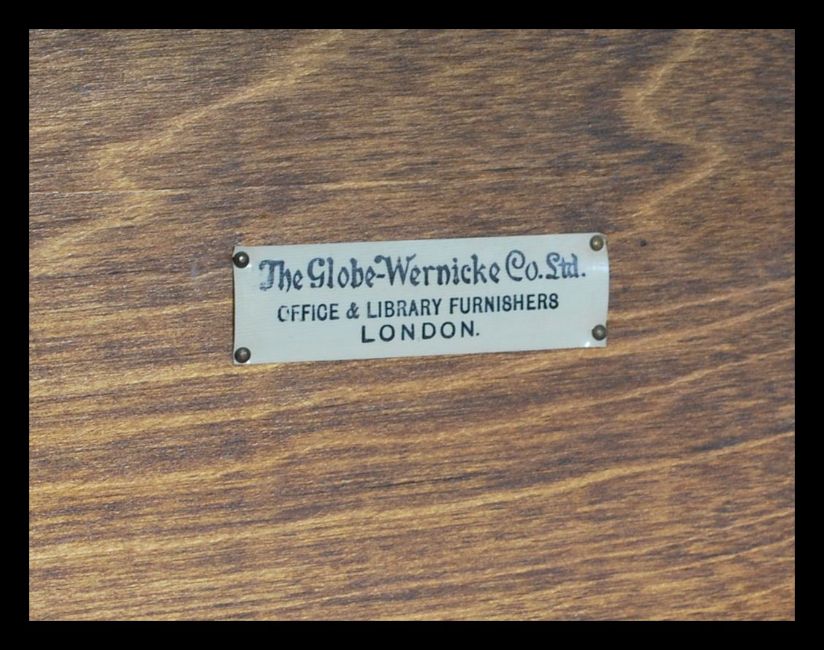 The Globe-Wernicke Co. Ltd.
OFFICE & LIBRARY FURNISHERS
LONDON.